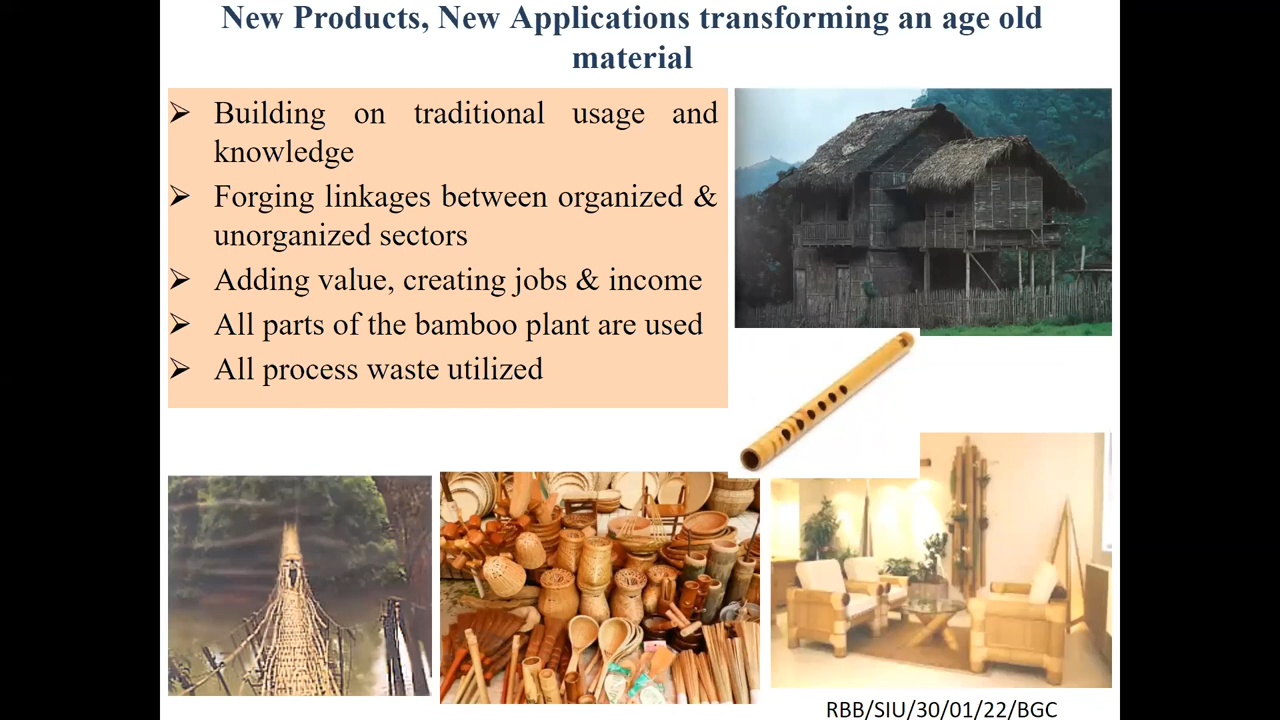 New Products, New Applications transforming an age old
material
➢ Building on traditional usage and
knowledge
➢ Forging linkages between organized &
unorganized sectors
➢ Adding value, creating jobs & income
➢ All parts of the bamboo plant are used
➢ All process waste utilized
RBB/SIU/30/01/22/BGC